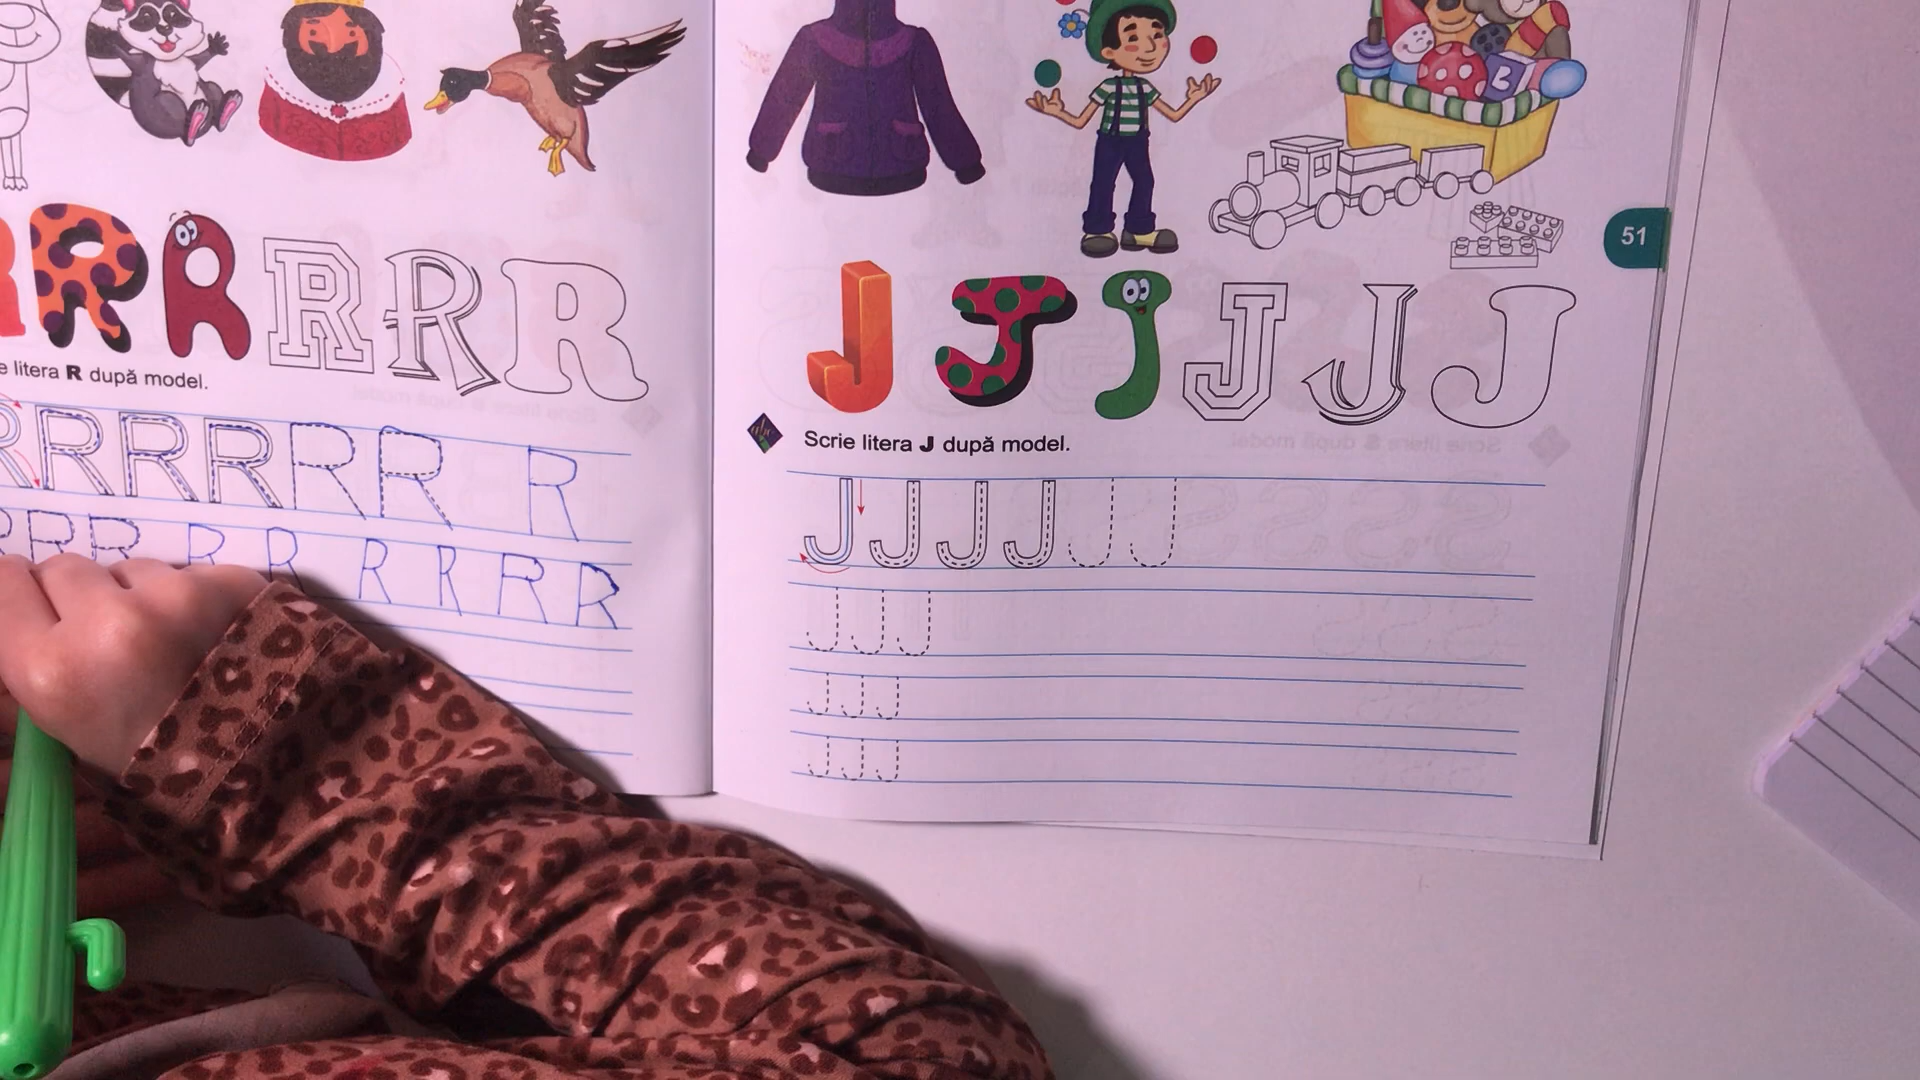 R R R R R
e litera R după model.
R R R R R R R R
R R R R R R R R R
51
J J J J J J
Scrie litera J după model.
J J J J J J
J J J
J J J
J J J